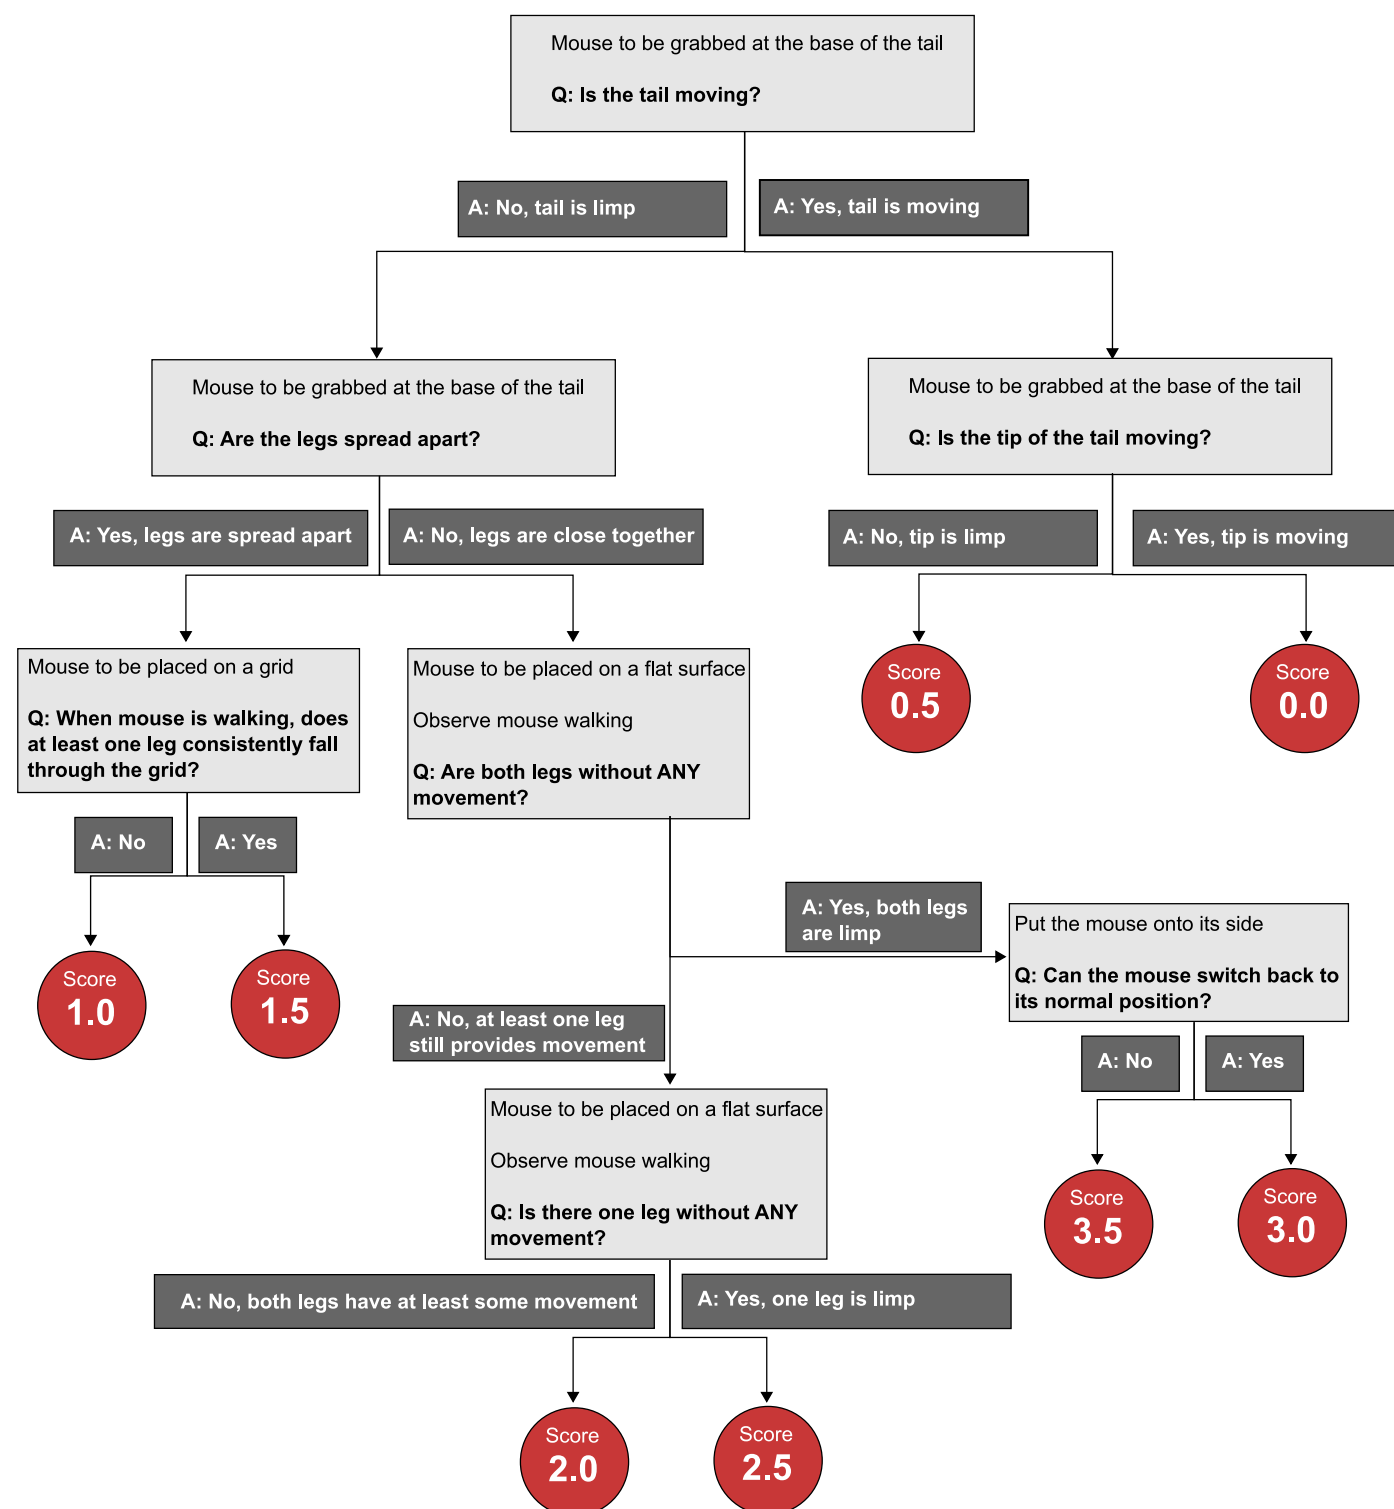 Mouse to be grabbed at the base of the tail
Q: Is the tail moving?
A: No, tail is limp
A: Yes, tail is moving
Mouse to be grabbed at the base of the tail
Q: Are the legs spread apart?
Mouse to be grabbed at the base of the tail
Q: Is the tip of the tail moving?
A: Yes, legs are spread apart
A: No, legs are close together
A: No, tip is limp
A: Yes, tip is moving
Mouse to be placed on a grid
Q: When mouse is walking, does
at least one leg consistently fall
through the grid?
Mouse to be placed on a flat surface
Observe mouse walking
Q: Are both legs without ANY
movement?
Score
0.5
Score
0.0
A: No
A: Yes
Score
1.0
Score
1.5
A: Yes, both legs
are limp
Put the mouse onto its side
Q: Can the mouse switch back to
its normal position?
A: No, at least one leg
still provides movement
A: No
A: Yes
Mouse to be placed on a flat surface
Observe mouse walking
Q: Is there one leg without ANY
movement?
Score
3.5
Score
3.0
A: No, both legs have at least some movement
A: Yes, one leg is limp
Score
2.0
Score
2.5